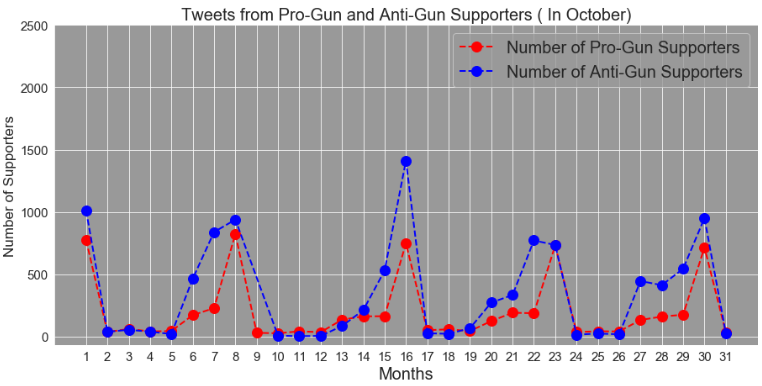 Tweets from Pro-Gun and Anti-Gun Supporters ( In October)
Number of Pro-Gun Supporters
Number of Anti-Gun Supporters
Number of Supporters
2500
2000
1500
1000
500
0
1 2 3 4 5 6 7 8 9 10 11 12 13 14 15 16 17 18 19 20 21 22 23 24 25 26 27 28 29 30 31
Months